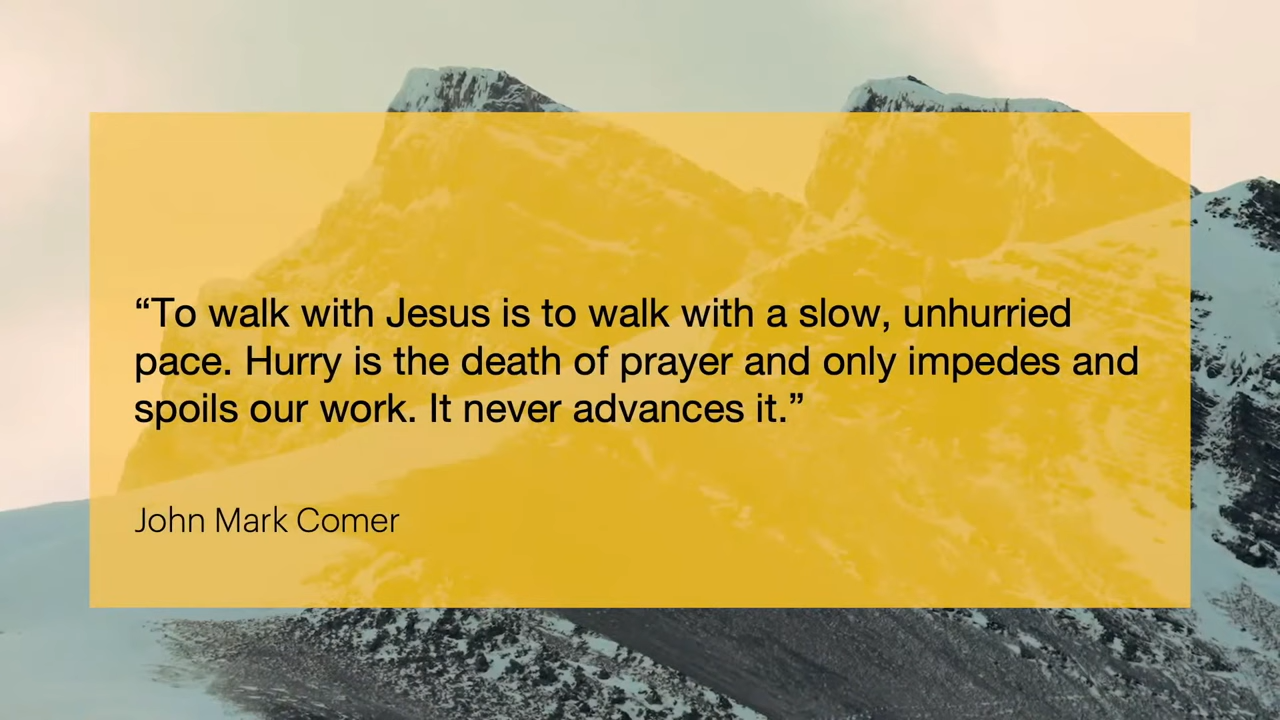 “To walk with Jesus is to walk with a slow, unhurried
pace. Hurry is the death of prayer and only impedes and
spoils our work. It never advances it.”
John Mark Comer